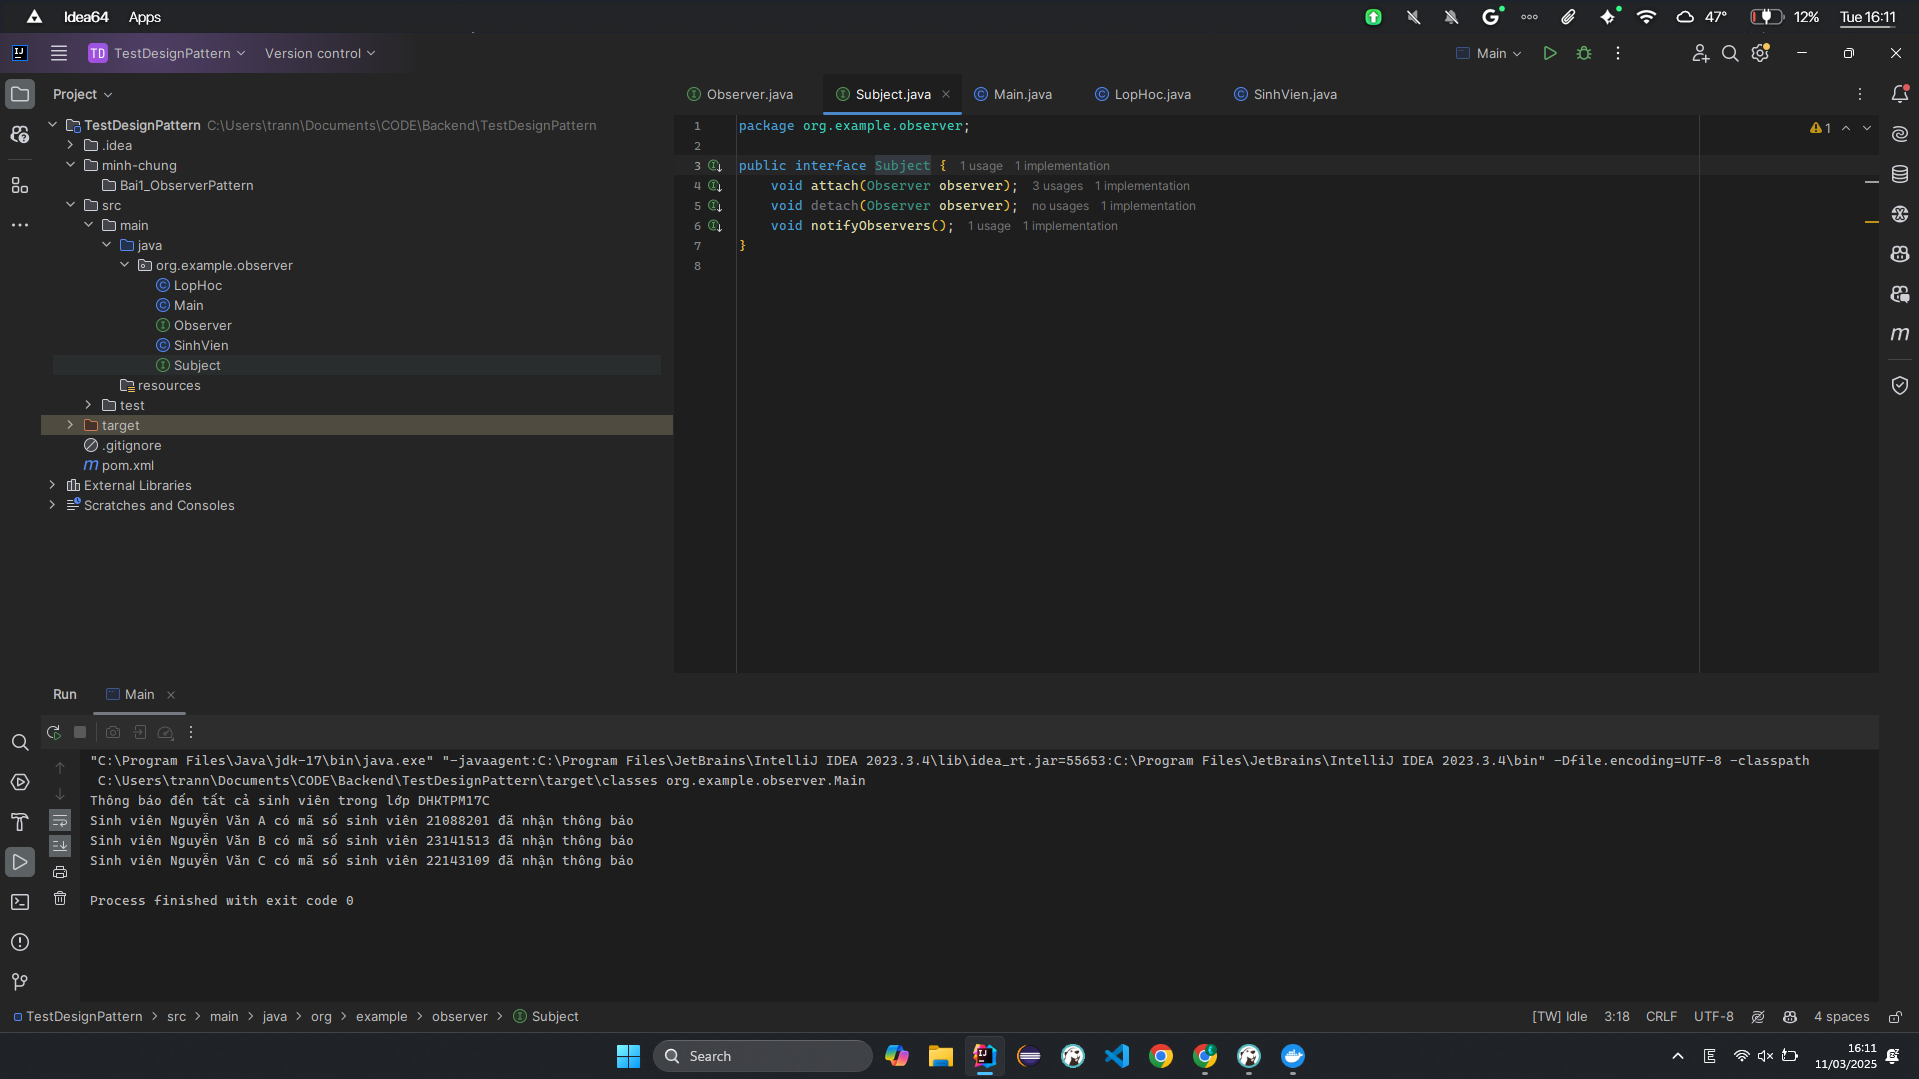 Idea64 Apps
47° 12% Tue 16:11
TD TestDesignPattern Version control
Main
Project
Observer.java Subject.java Main.java LopHoc.java SinhVien.java
TestDesignPattern C:\Users\trann\Documents\CODE\Backend\TestDesignPattern
.idea
minh-chung
Bai1_ObserverPattern
src
main
java
org.example.observer
LopHoc
Main
Observer
SinhVien
Subject
resources
test
target
.gitignore
pom.xml
External Libraries
Scratches and Consoles
1 package org.example.observer;
1
2
3 public interface Subject { 1 usage 1 implementation
4 void attach(Observer observer); 3 usages 1 implementation
5 void detach(Observer observer); no usages 1 implementation
6 void notifyObservers(); 1 usage 1 implementation
7 }
8
Run Main
"C:\Program Files\Java\jdk-17\bin\java.exe" "-javaagent:C:\Program Files\JetBrains\IntelliJ IDEA 2023.3.4\lib\idea_rt.jar=55653:C:\Program Files\JetBrains\IntelliJ IDEA 2023.3.4\bin" -Dfile.encoding=UTF-8 -classpath
C:\Users\trann\Documents\CODE\Backend\TestDesignPattern\target\classes org.example.observer.Main
Thông báo đến tất cả sinh viên trong lớp DHKTPM17C
Sinh viên Nguyễn Văn A có mã số sinh viên 21088201 đã nhận thông báo
Sinh viên Nguyễn Văn B có mã số sinh viên 23141513 đã nhận thông báo
Sinh viên Nguyễn Văn C có mã số sinh viên 22143109 đã nhận thông báo
Process finished with exit code 0
TestDesignPattern > src > main > java > org > example > observer > Subject
[TW] Idle 3:18 CRLF UTF-8 4 spaces
Search
16:11
11/03/2025